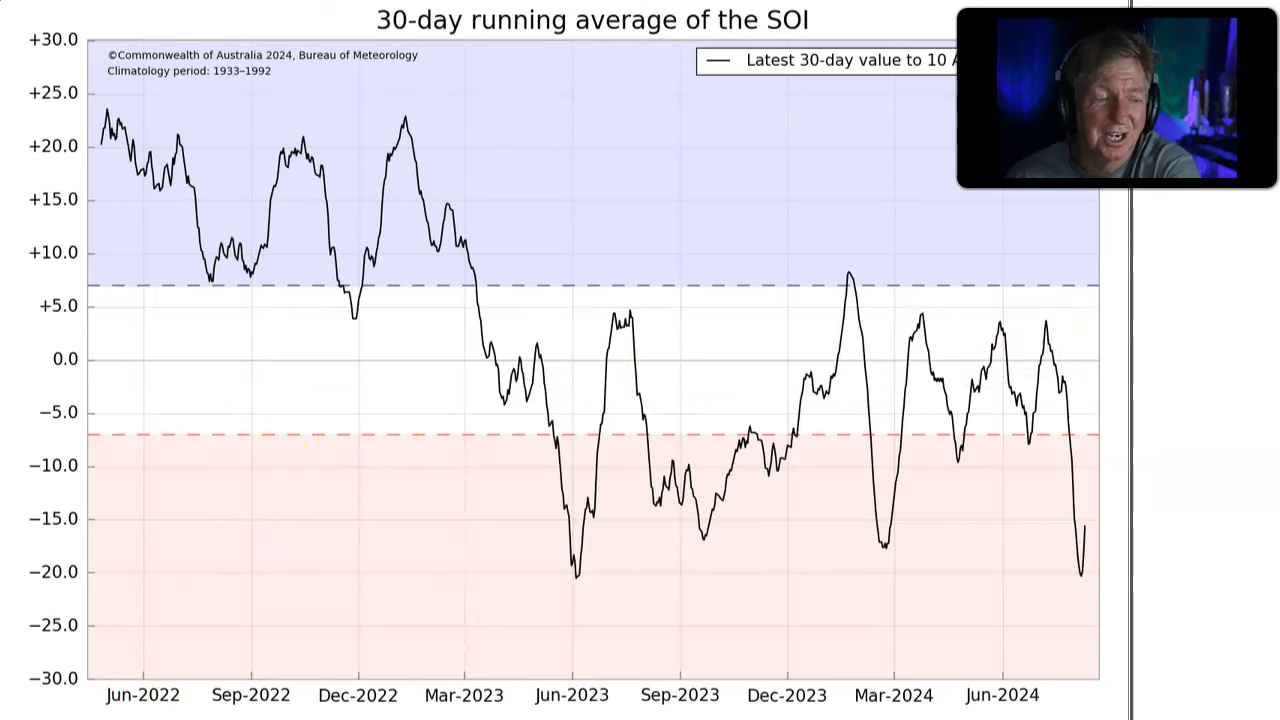 30-day running average of the SOI
©Commonwealth of Australia 2024, Bureau of Meteorology
Climatology period: 1933–1992
Latest 30-day value to 10
+30.0
+25.0
+20.0
+15.0
+10.0
+5.0
0.0
−5.0
−10.0
−15.0
−20.0
−25.0
−30.0
Jun-2022 Sep-2022 Dec-2022 Mar-2023 Jun-2023 Sep-2023 Dec-2023 Mar-2024 Jun-2024